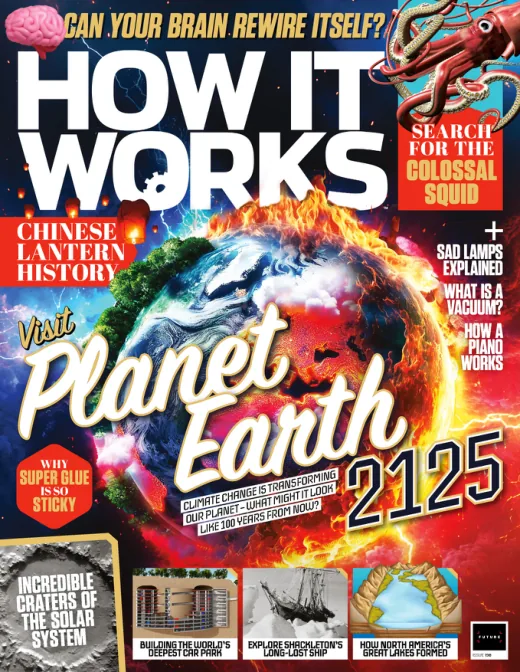 CAN YOUR BRAIN REWIRE ITSELF?
HOW IT
WORKS
SEARCH
FOR THE
COLOSSAL
SQUID
CHINESE
LANTERN
HISTORY
+
SAD LAMPS
EXPLAINED
WHAT IS A
VACUUM?
HOW A
PIANO
WORKS
Visit
Planet
Earth
2125
CLIMATE CHANGE IS TRANSFORMING
OUR PLANET – WHAT MIGHT IT LOOK
LIKE 100 YEARS FROM NOW?
WHY
SUPER GLUE
IS SO
STICKY
INCREDIBLE
CRATERS OF
THE SOLAR
SYSTEM
BUILDING THE WORLD'S
DEEPEST CAR PARK
EXPLORE SHACKLETON'S
LONG-LOST SHIP
HOW NORTH AMERICA'S
GREAT LAKES FORMED
FUTURE